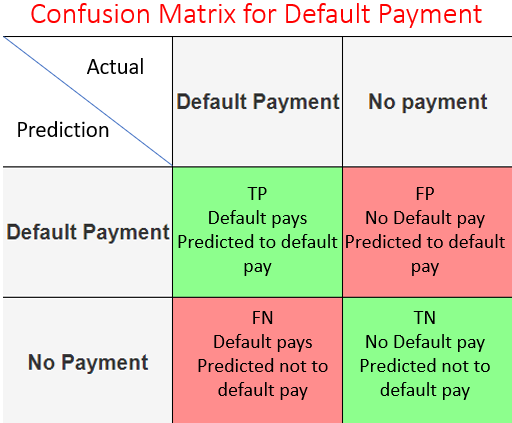 Confusion Matrix for Default Payment
Actual
Prediction
Default Payment
No payment
Default Payment
TP
Default pays
Predicted to default
pay
FP
No Default pay
Predicted to default
pay
No Payment
FN
Default pays
Predicted not to
default pay
TN
No Default pay
Predicted not to
default pay